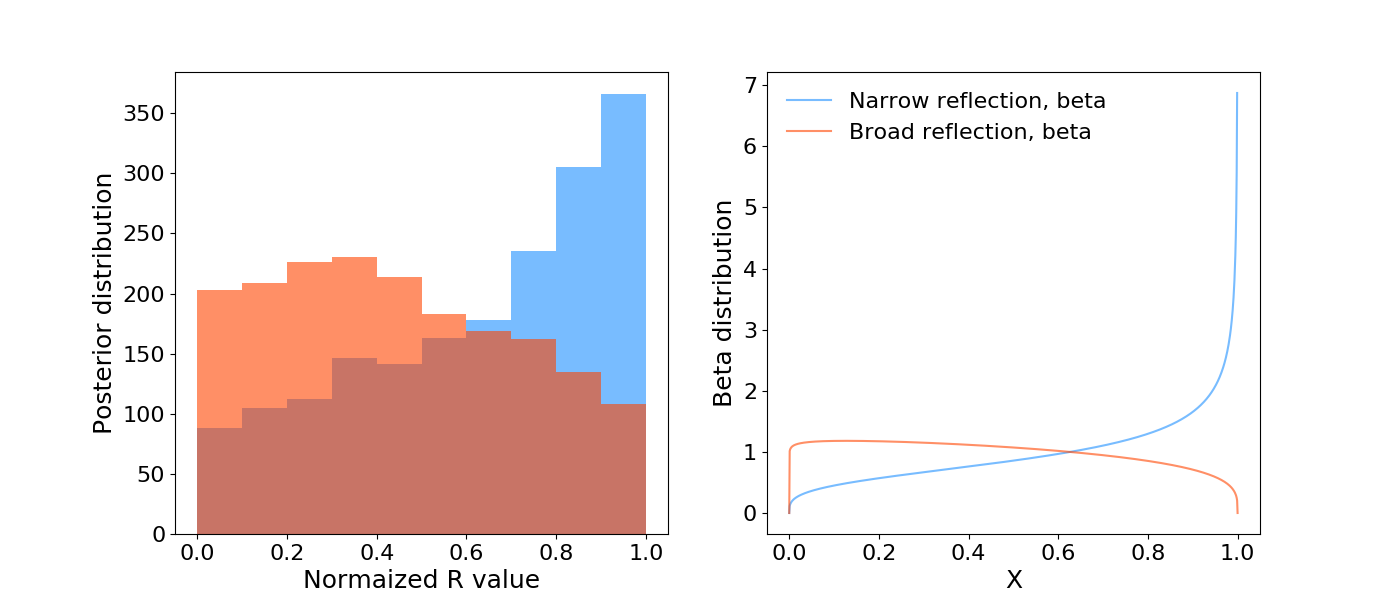 Posterior distribution
350
300
250
200
150
100
50
0
0.0 0.2 0.4 0.6 0.8 1.0
Normaized R value
Beta distribution
7
6
5
4
3
2
1
0
Narrow reflection, beta
Broad reflection, beta
0.0 0.2 0.4 0.6 0.8 1.0
X